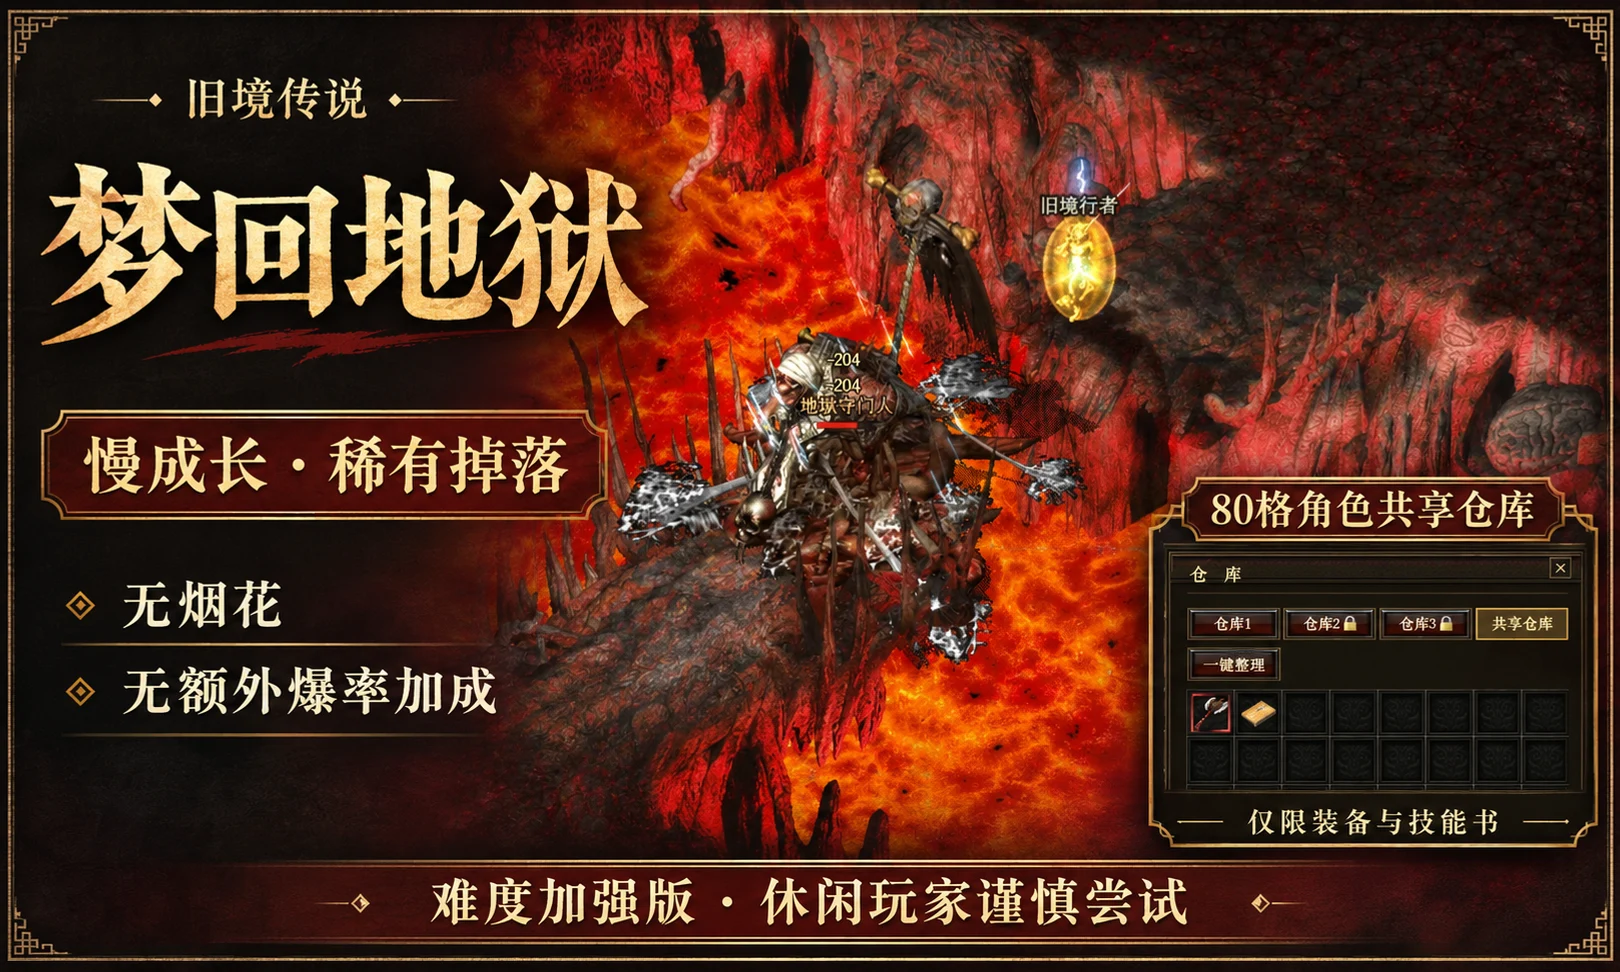 旧境传说
梦回地狱
慢成长·稀有掉落
无烟花
无额外爆率加成
旧境行者
-204
-204
地狱守门人
80格角色共享仓库
仓 库
仓库1 仓库2 仓库3 共享仓库
一键整理
仅限装备与技能书
难度加强版·休闲玩家谨慎尝试